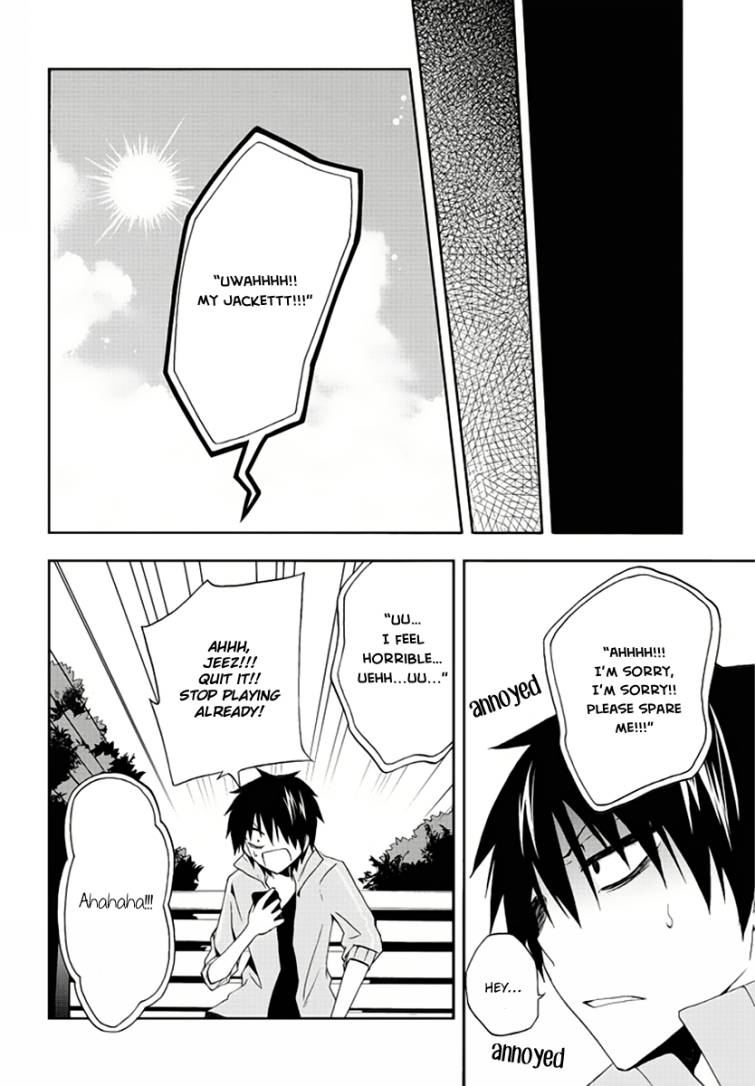 “UWAHHHH!!
MY JACKETTT!!!”
“AHHHH!!!
I’M SORRY,
I’M SORRY!!
PLEASE SPARE
ME!!!”
annoyed
HEY...
annoyed
“UU...
I FEEL
HORRIBLE...
UEHH...UU...”
AHHH,
JEEZ!!!
QUIT IT!!
STOP PLAYING
ALREADY!
Ahahaha!!!